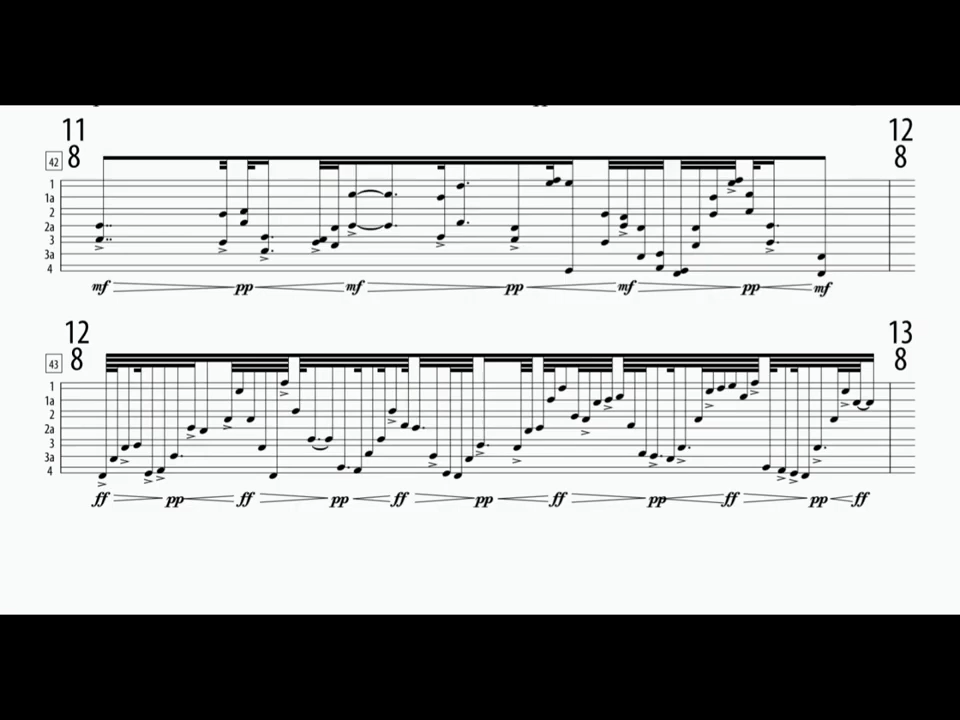 11 12
8 8
42
1
1a
2
2a
3
3a
4
mf pp mf pp mf pp mf
12 13
8 8
43
1
1a
2
2a
3
3a
4
ff pp ff pp ff pp ff pp ff pp ff